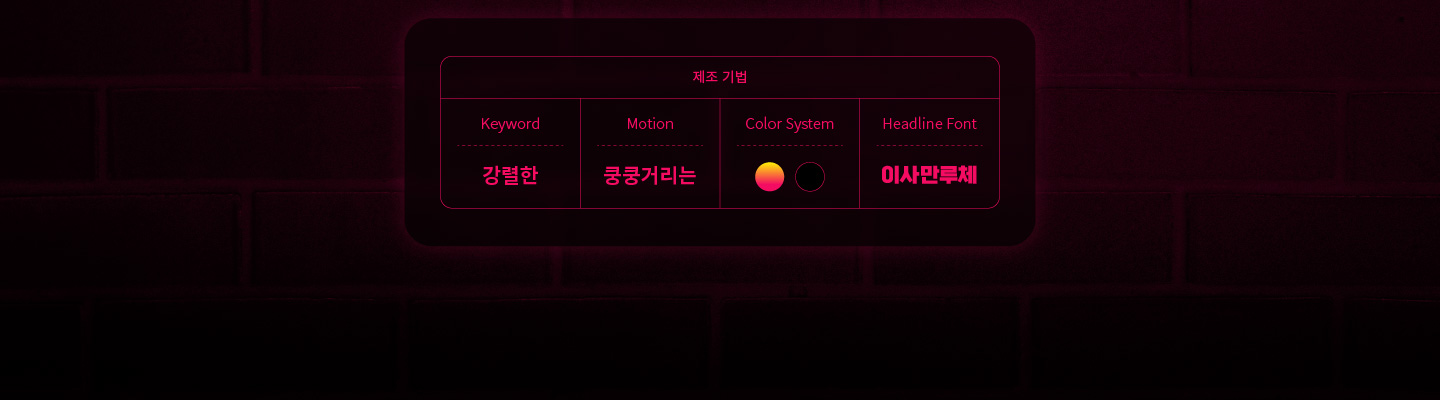 제조 기법
Keyword
Motion
Color System
Headline Font
강렬한
쿵쿵거리는
이사만루체